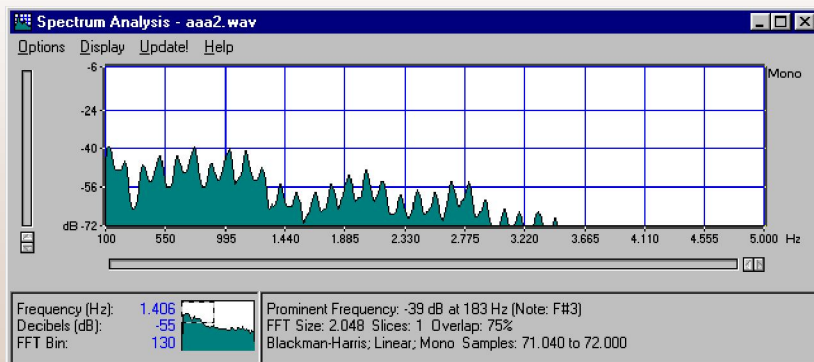 Spectrum Analysis - aaa2.wav
Options Display Update! Help
-6
Mono
-24
-40
-56
dB -72
100 550 995 1.440 1.885 2.330 2.775 3.220 3.665 4.110 4.555 5.000 Hz
Frequency (Hz): 1.406
Decibels (dB): -55
FFT Bin: 130
Prominent Frequency: -39 dB at 183 Hz (Note: F#3)
FFT Size: 2.048 Slices: 1 Overlap: 75%
Blackman-Harris; Linear; Mono Samples: 71.040 to 72.000